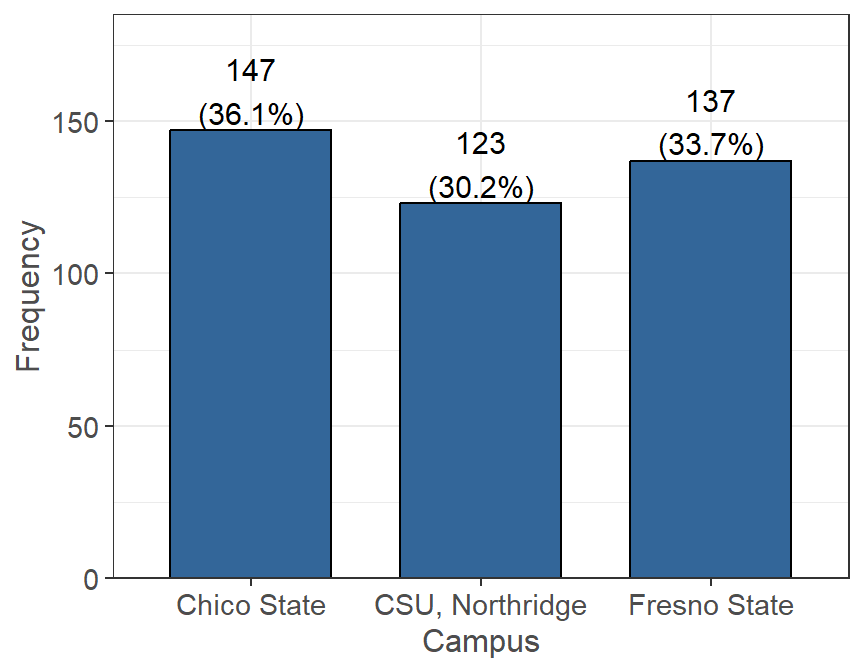 147
(36.1%)
137
(33.7%)
123
(30.2%)
150
100
50
0
Frequency
Chico State
CSU, Northridge
Fresno State
Campus